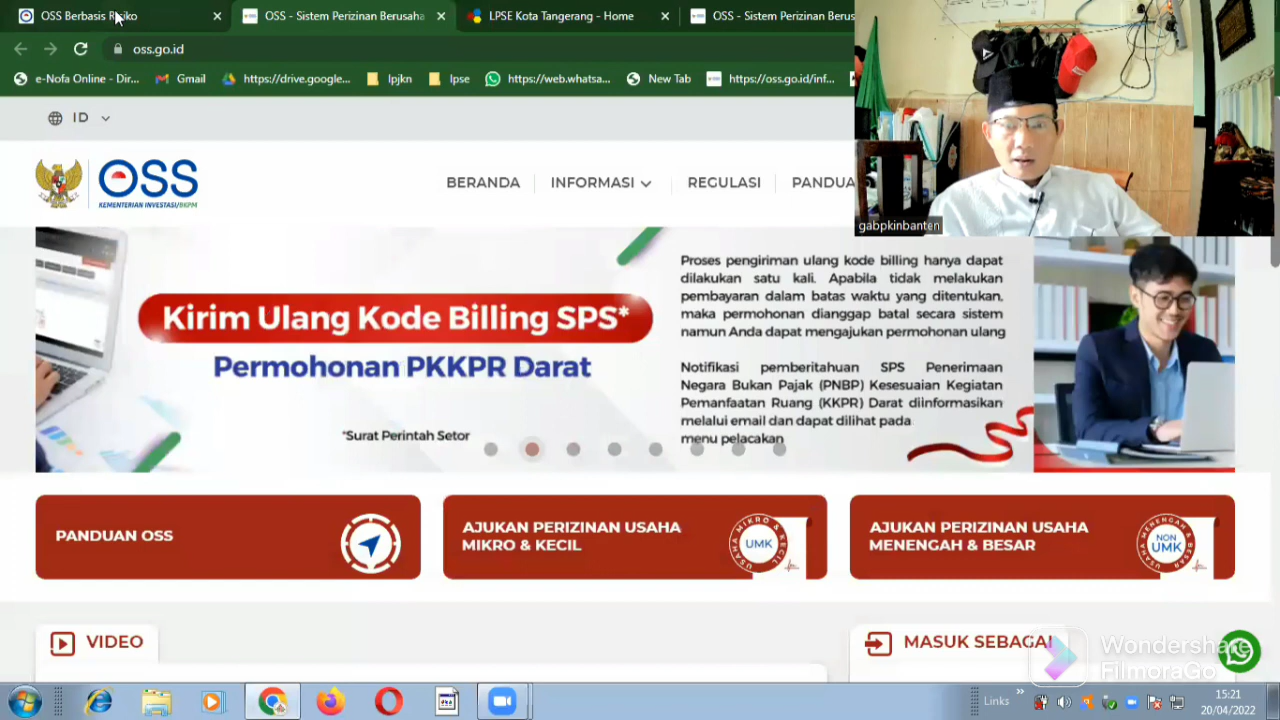 OSS Berbasis Risiko
OSS - Sistem Perizinan Berusaha
LPSE Kota Tangerang - Home
OSS - Sistem Perizinan Berus
oss.go.id
e-Nofa Online - Dir...
Gmail
https://drive.google...
lpjkn
lpse
https://web.whatsa...
New Tab
https://oss.go.id/inf...
ID
OSS
KEMENTERIAN INVESTASI/BKPM
BERANDA
INFORMASI
REGULASI
PANDUA
gabpkinbanten
Kirim Ulang Kode Billing SPS*
Permohonan PKKPR Darat
*Surat Perintah Setor
Proses pengiriman ulang kode billing hanya dapat
dilakukan satu kali. Apabila tidak melakukan
pembayaran dalam batas waktu yang ditentukan,
maka permohonan dianggap batal secara sistem
namun Anda dapat mengajukan permohonan ulang
Notifikasi pemberitahuan SPS Penerimaan
Negara Bukan Pajak (PNBP) Kesesuaian Kegiatan
Pemanfaatan Ruang (KKPR) Darat diinformasikan
melalui email dan dapat dilihat pada
menu pelacakan
PANDUAN OSS
AJUKAN PERIZINAN USAHA
MIKRO & KECIL
USAHA MIKRO & KECIL
UMK
AJUKAN PERIZINAN USAHA
MENENGAH & BESAR
USAHA MENENGAH & BESAR
NON
UMK
VIDEO
MASUK SEBAGAI
Wondershare
FilmoraGo
Links
15:21
20/04/2022